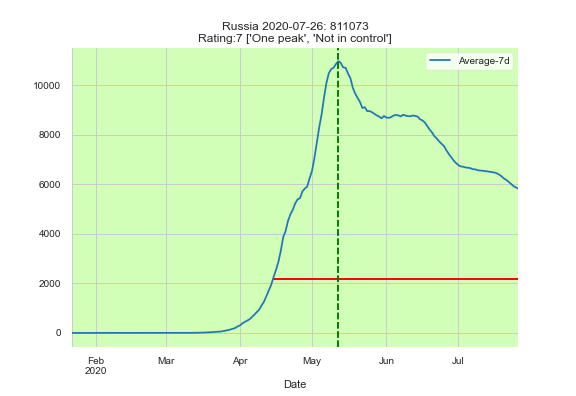 Russia 2020-07-26: 811073
Rating:7 ['One peak', 'Not in control']
Average-7d
10000
8000
6000
4000
2000
0
Feb Mar Apr May Jun Jul
2020
Date